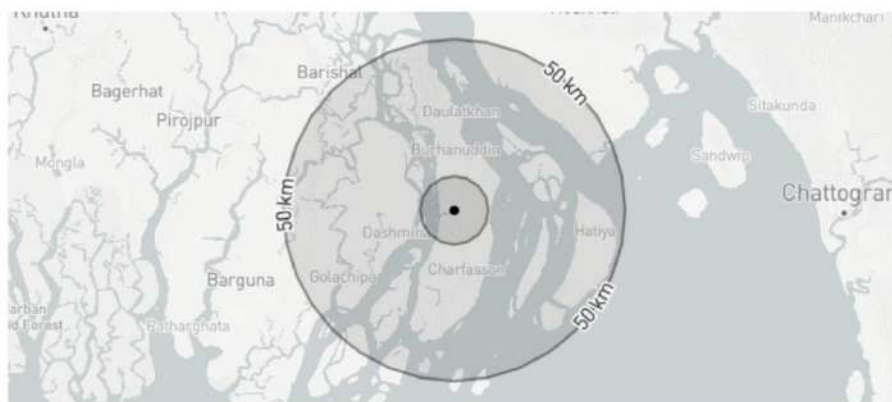 Khulna
Manikchari
Barishal
50 km
Bagerhat
Daulatkhan
Sitakunda
Pirojpur
Burhanuddin
Mongla
Sandwip
50 km
Chattogran
Dashmina
Hatiya
Golachipa
Charfasson
Barguna
50 km
Patharghata